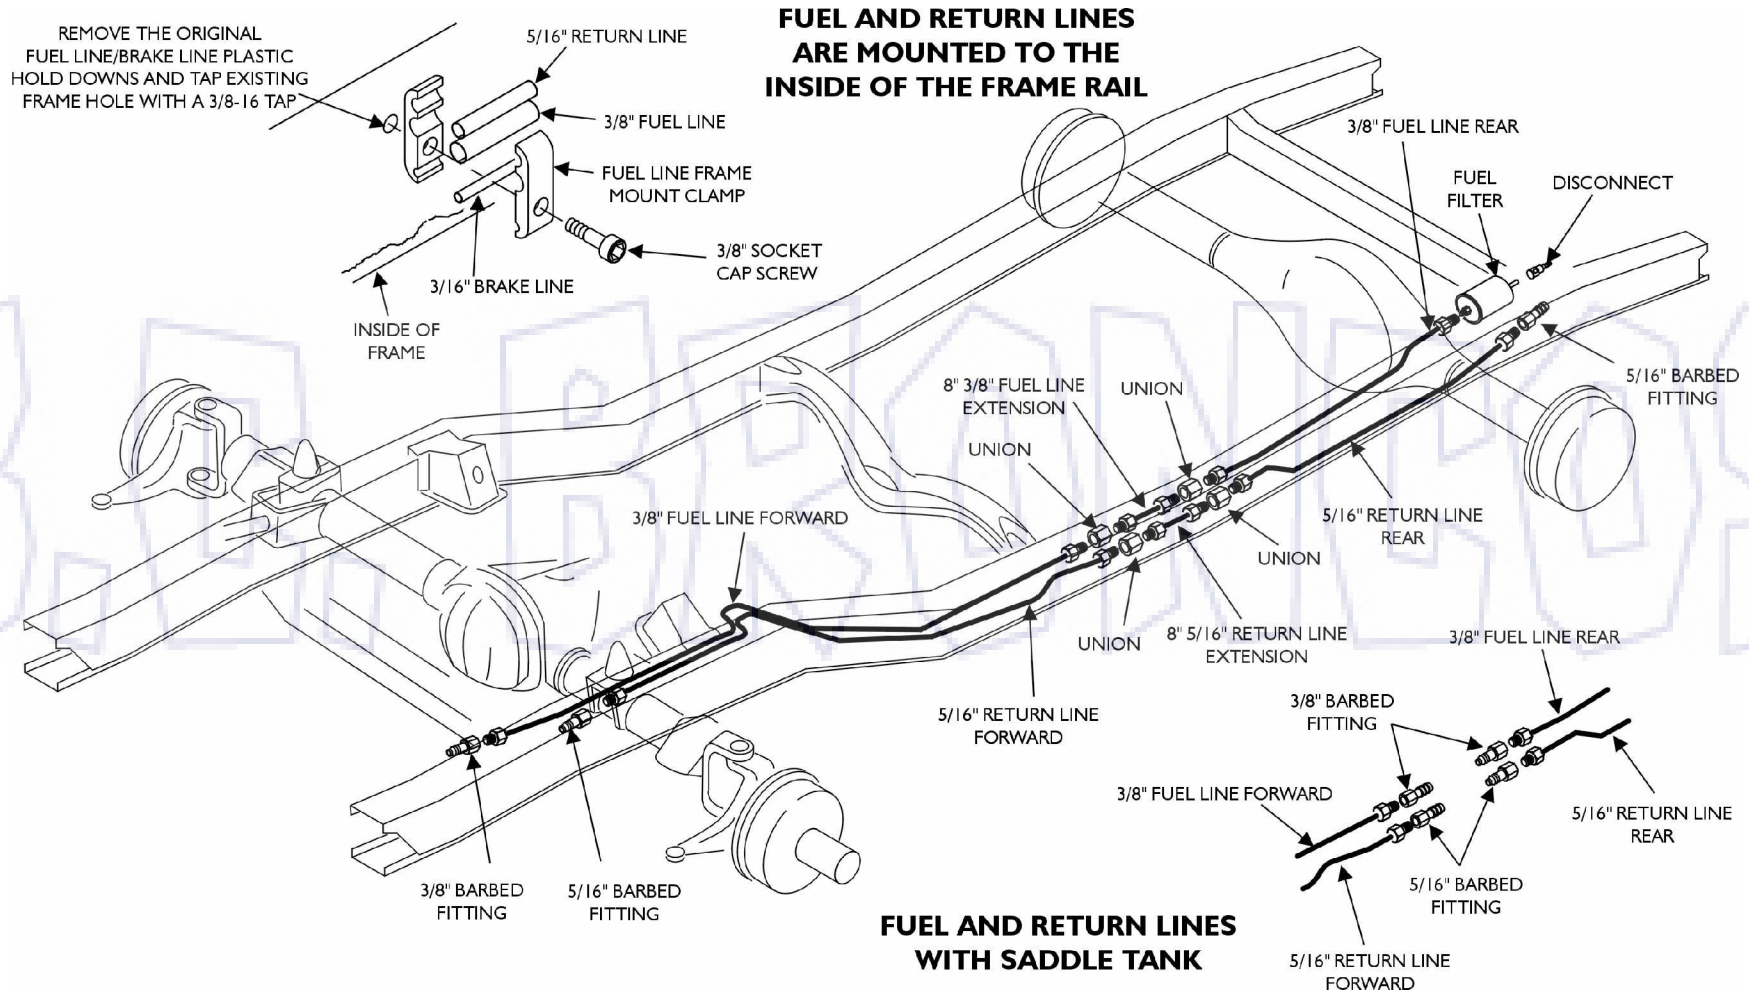 FUEL AND RETURN LINES
ARE MOUNTED TO THE
INSIDE OF THE FRAME RAIL
REMOVE THE ORIGINAL
FUEL LINE/BRAKE LINE PLASTIC
HOLD DOWNS AND TAP EXISTING
FRAME HOLE WITH A 3/8-16 TAP
5/16" RETURN LINE
3/8" FUEL LINE
FUEL LINE FRAME
MOUNT CLAMP
3/8" SOCKET
CAP SCREW
3/16" BRAKE LINE
INSIDE OF
FRAME
3/8" FUEL LINE REAR
FUEL
FILTER
DISCONNECT
5/16" BARBED
FITTING
8" 3/8" FUEL LINE
EXTENSION
UNION
UNION
3/8" FUEL LINE FORWARD
5/16" RETURN LINE
REAR
UNION
UNION
8" 5/16" RETURN LINE
EXTENSION
5/16" RETURN LINE
FORWARD
3/8" BARBED
FITTING
5/16" BARBED
FITTING
3/8" FUEL LINE REAR
3/8" BARBED
FITTING
3/8" FUEL LINE FORWARD
5/16" RETURN LINE
REAR
5/16" BARBED
FITTING
5/16" RETURN LINE
FORWARD
FUEL AND RETURN LINES
WITH SADDLE TANK